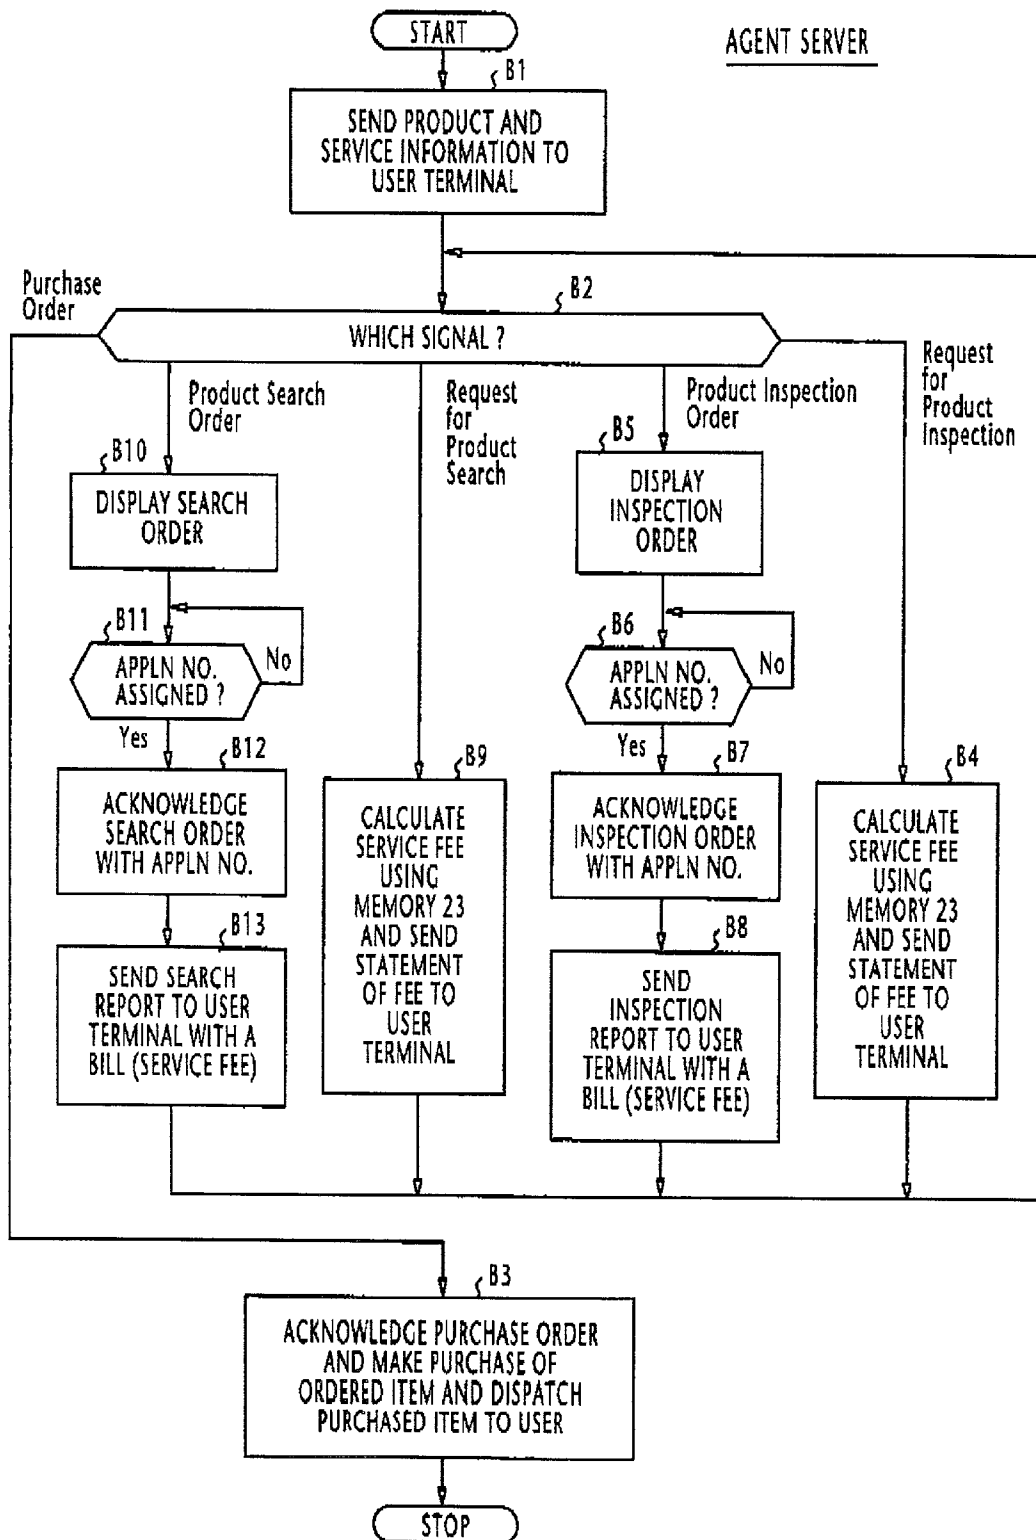 START
AGENT SERVER
B1
SEND PRODUCT AND
SERVICE INFORMATION TO
USER TERMINAL
Purchase
Order
B2
WHICH SIGNAL ?
Product Search
Order
Request
for
Product
Search
Product Inspection
Order
Request
for
Product
Inspection
B10
DISPLAY SEARCH
ORDER
B5
DISPLAY
INSPECTION
ORDER
B11
APPLN NO.
ASSIGNED ?
No
Yes
B6
APPLN NO.
ASSIGNED ?
No
Yes
B12
ACKNOWLEDGE
SEARCH ORDER
WITH APPLN NO.
B9
CALCULATE
SERVICE FEE
USING
MEMORY 23
AND SEND
STATEMENT
OF FEE TO
USER
TERMINAL
B7
ACKNOWLEDGE
INSPECTION ORDER
WITH APPLN NO.
B4
CALCULATE
SERVICE FEE
USING
MEMORY 23
AND SEND
STATEMENT
OF FEE TO
USER
TERMINAL
B13
SEND SEARCH
REPORT TO USER
TERMINAL WITH A
BILL (SERVICE FEE)
B8
SEND
INSPECTION
REPORT TO USER
TERMINAL WITH A
BILL (SERVICE FEE)
B3
ACKNOWLEDGE PURCHASE ORDER
AND MAKE PURCHASE OF
ORDERED ITEM AND DISPATCH
PURCHASED ITEM TO USER
STOP